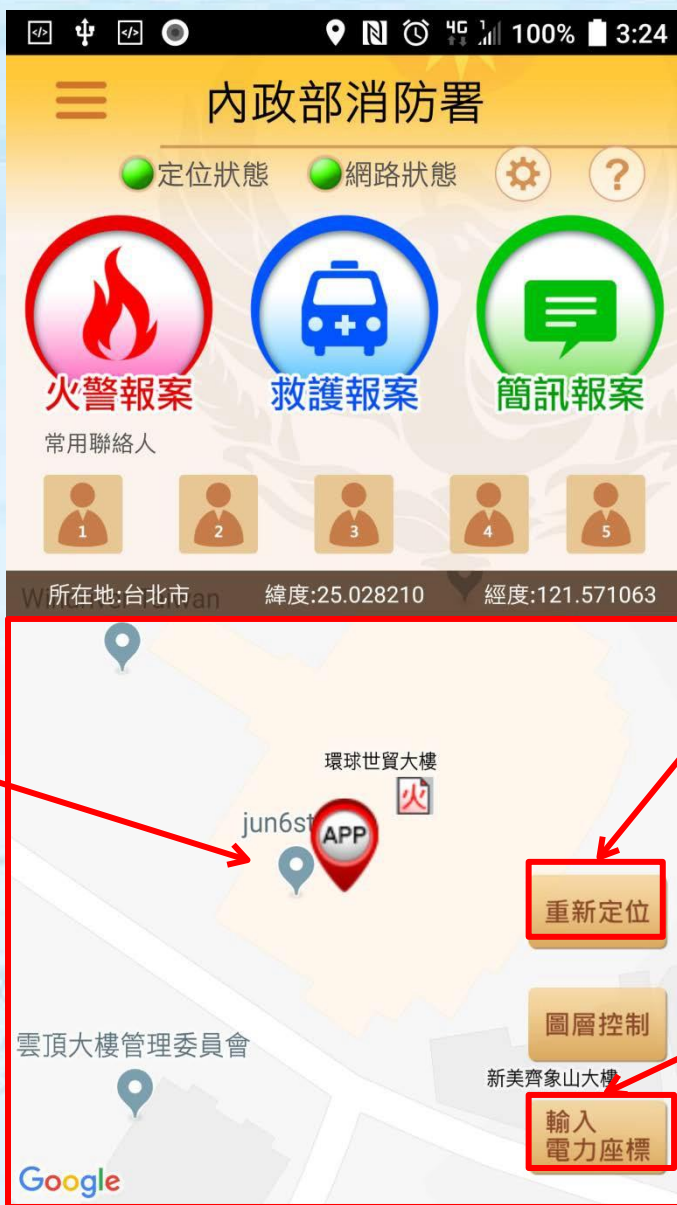 100% 3:24
內政部消防署
定位狀態 網路狀態 ?
火警報案 救護報案 簡訊報案
常用聯絡人
1 2 3 4 5
所在地:台北市 緯度:25.028210 經度:121.571063
環球世貿大樓
火
jun6st
APP
重新定位
圖層控制
雲頂大樓管理委員會
新美齊象山大樓
輸入
電力座標
Google